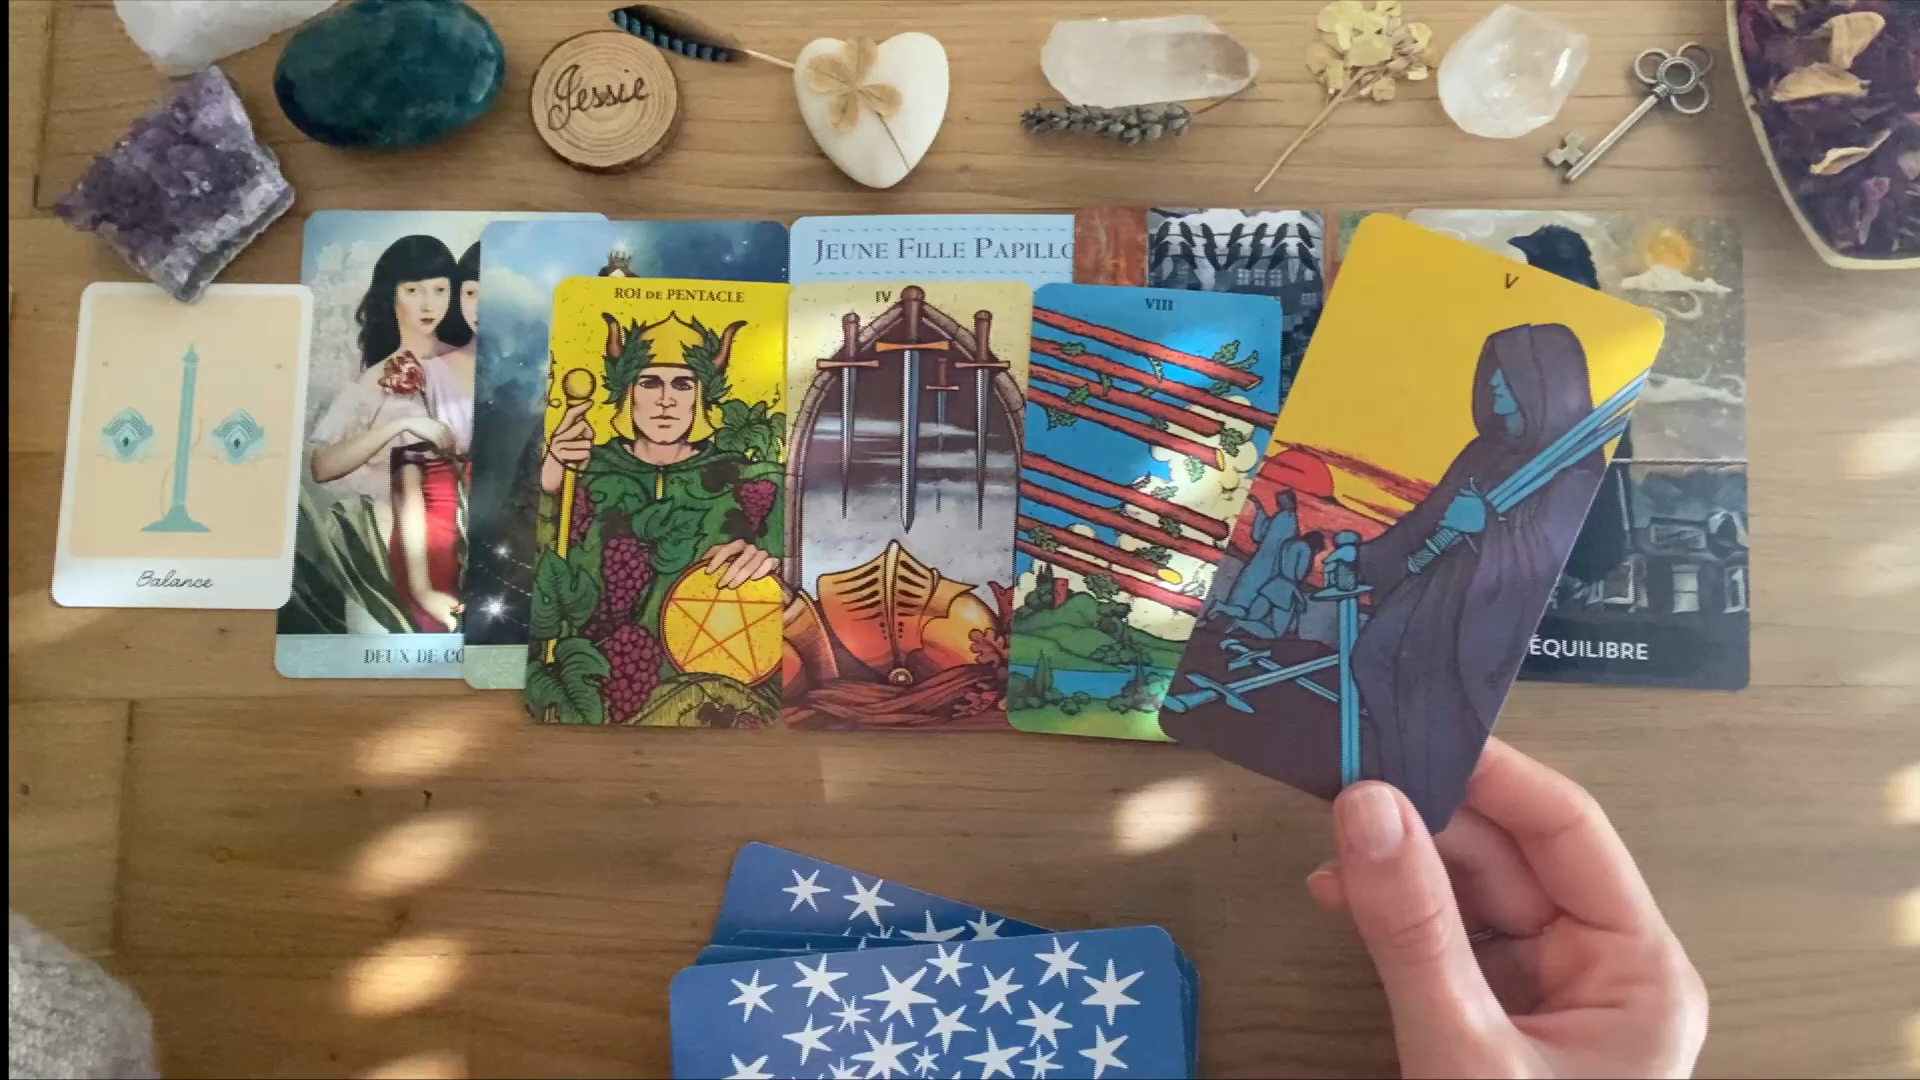 Jessie
JEUNE FILLE PAPILLO
ROI DE PENTACLE
IV
VIII
V
Balance
DEUX DE CO
ÉQUILIBRE